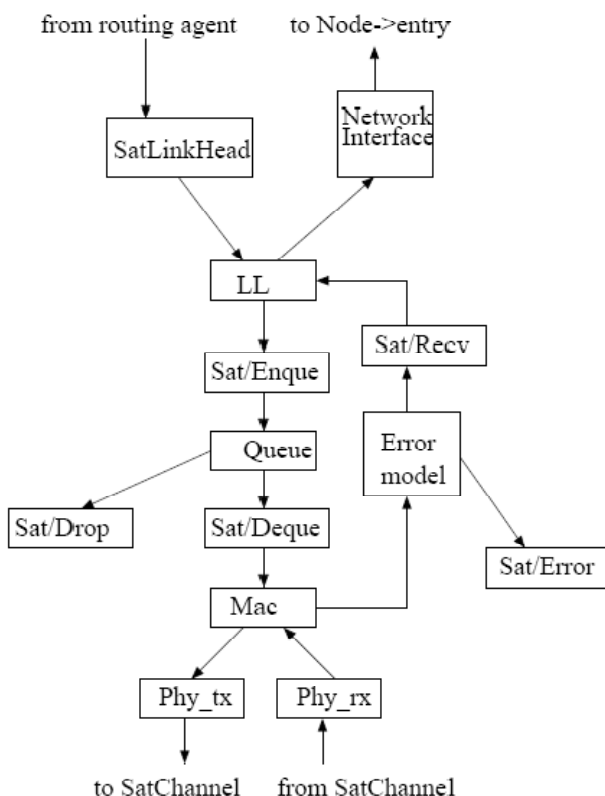 from routing agent
to Node->entry
SatLinkHead
Network
Interface
LL
Sat/Recv
Sat/Enque
Error
model
Queue
Sat/Drop
Sat/Deque
Sat/Error
Mac
Phy_tx
Phy_rx
to SatChannel
from SatChannel